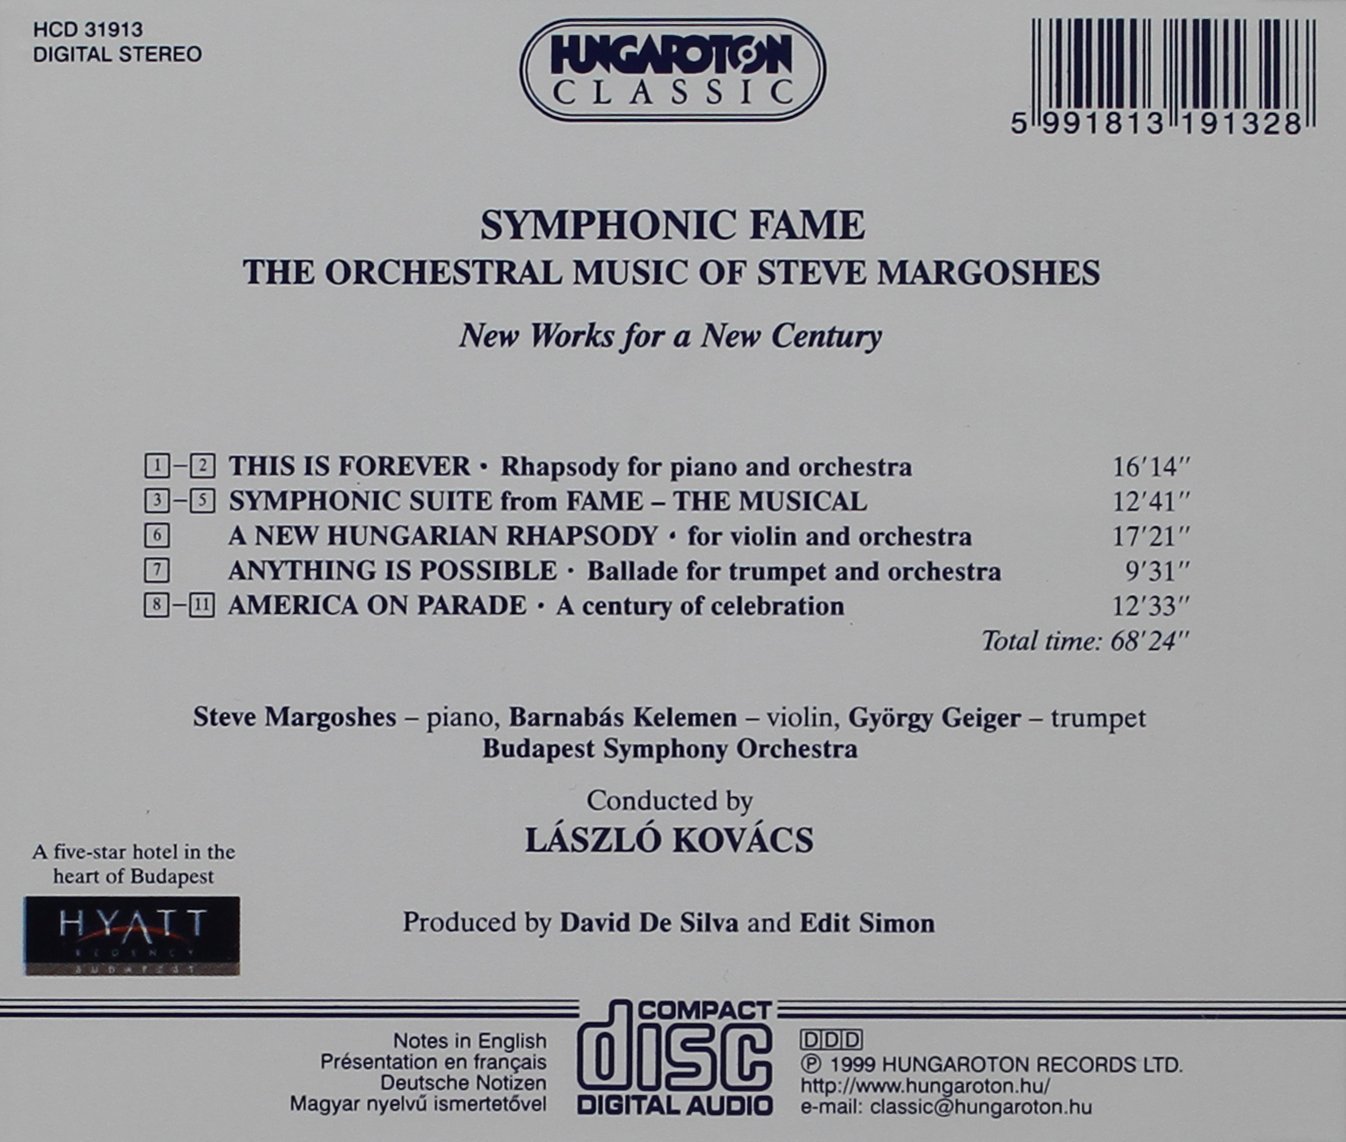 HCD 31913
DIGITAL STEREO
HUNGAROTON
CLASSIC
5 991813 191328
SYMPHONIC FAME
THE ORCHESTRAL MUSIC OF STEVE MARGOSHES
New Works for a New Century
1–2 THIS IS FOREVER • Rhapsody for piano and orchestra 16'14"
3–5 SYMPHONIC SUITE from FAME – THE MUSICAL 12'41"
6 A NEW HUNGARIAN RHAPSODY • for violin and orchestra 17'21"
7 ANYTHING IS POSSIBLE • Ballade for trumpet and orchestra 9'31"
8–11 AMERICA ON PARADE • A century of celebration 12'33"
Total time: 68'24"
Steve Margoshes – piano, Barnabás Kelemen – violin, György Geiger – trumpet
Budapest Symphony Orchestra
Conducted by
LÁSZLÓ KOVÁCS
A five-star hotel in the
heart of Budapest
HYATT
REGENCY
BUDAPEST
Produced by David De Silva and Edit Simon
Notes in English
Présentation en français
Deutsche Notizen
Magyar nyelvű ismertetővel
COMPACT
disc
DIGITAL AUDIO
DDD
℗ 1999 HUNGAROTON RECORDS LTD.
http://www.hungaroton.hu/
e-mail: classic@hungaroton.hu